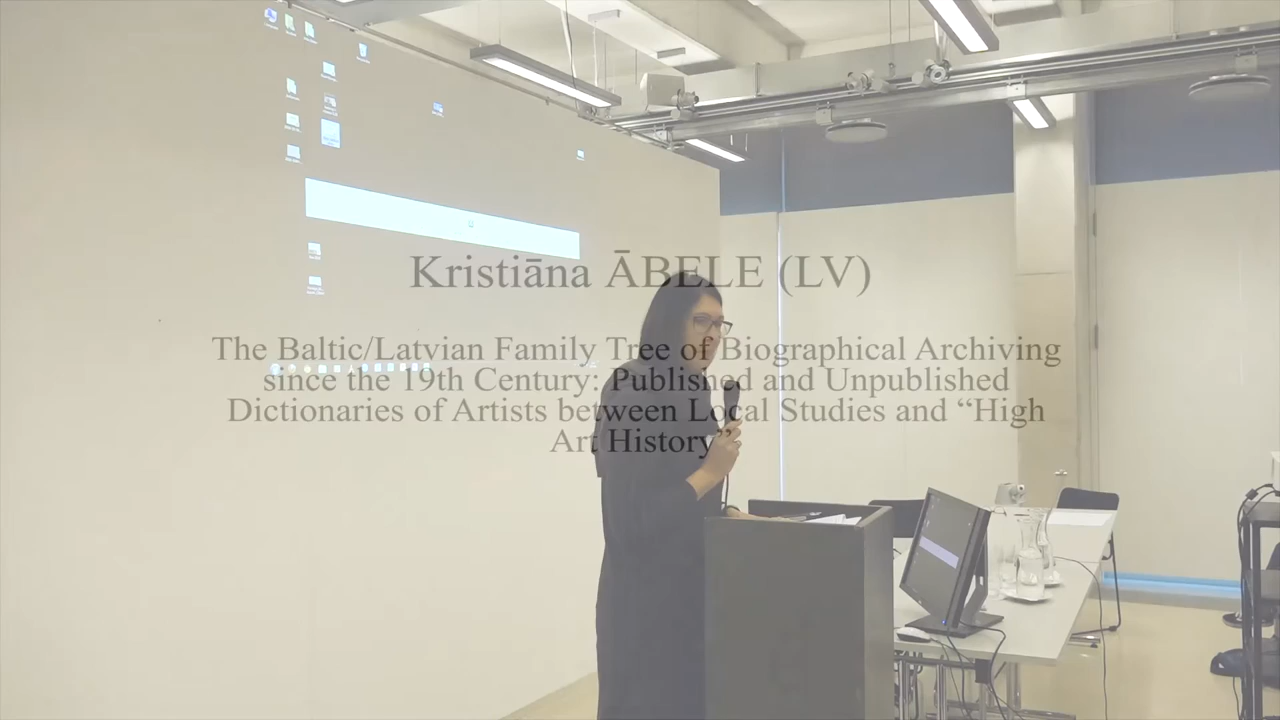 Kristiāna ĀBELE (LV)
The Baltic/Latvian Family Tree of Biographical Archiving
since the 19th Century: Published and Unpublished
Dictionaries of Artists between Local Studies and “High
Art History”